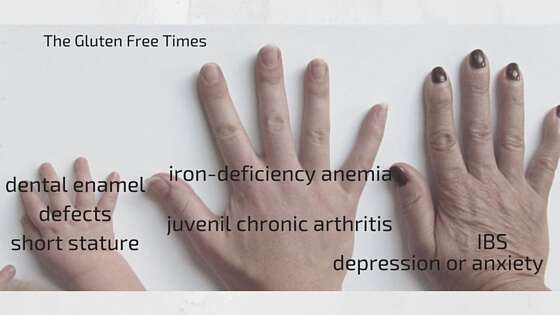 The Gluten Free Times
dental enamel
defects
short stature
iron-deficiency anemia
juvenil chronic arthritis
IBS
depression or anxiety